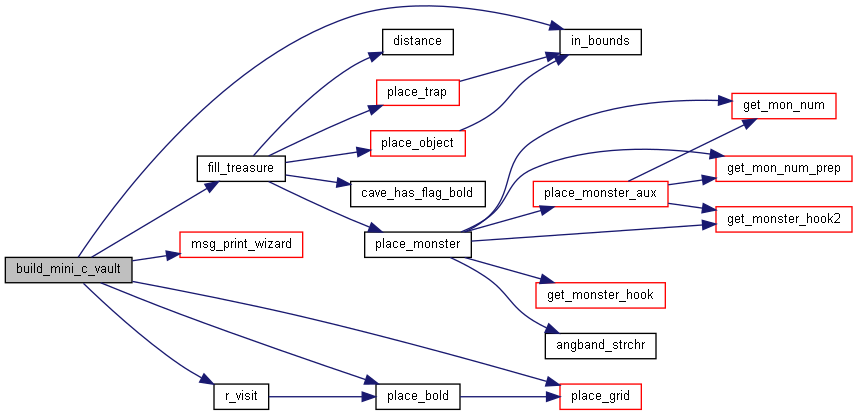 distance
in_bounds
place_trap
get_mon_num
place_object
fill_treasure
get_mon_num_prep
cave_has_flag_bold
place_monster_aux
get_monster_hook2
msg_print_wizard
place_monster
build_mini_c_vault
get_monster_hook
angband_strchr
r_visit
place_bold
place_grid